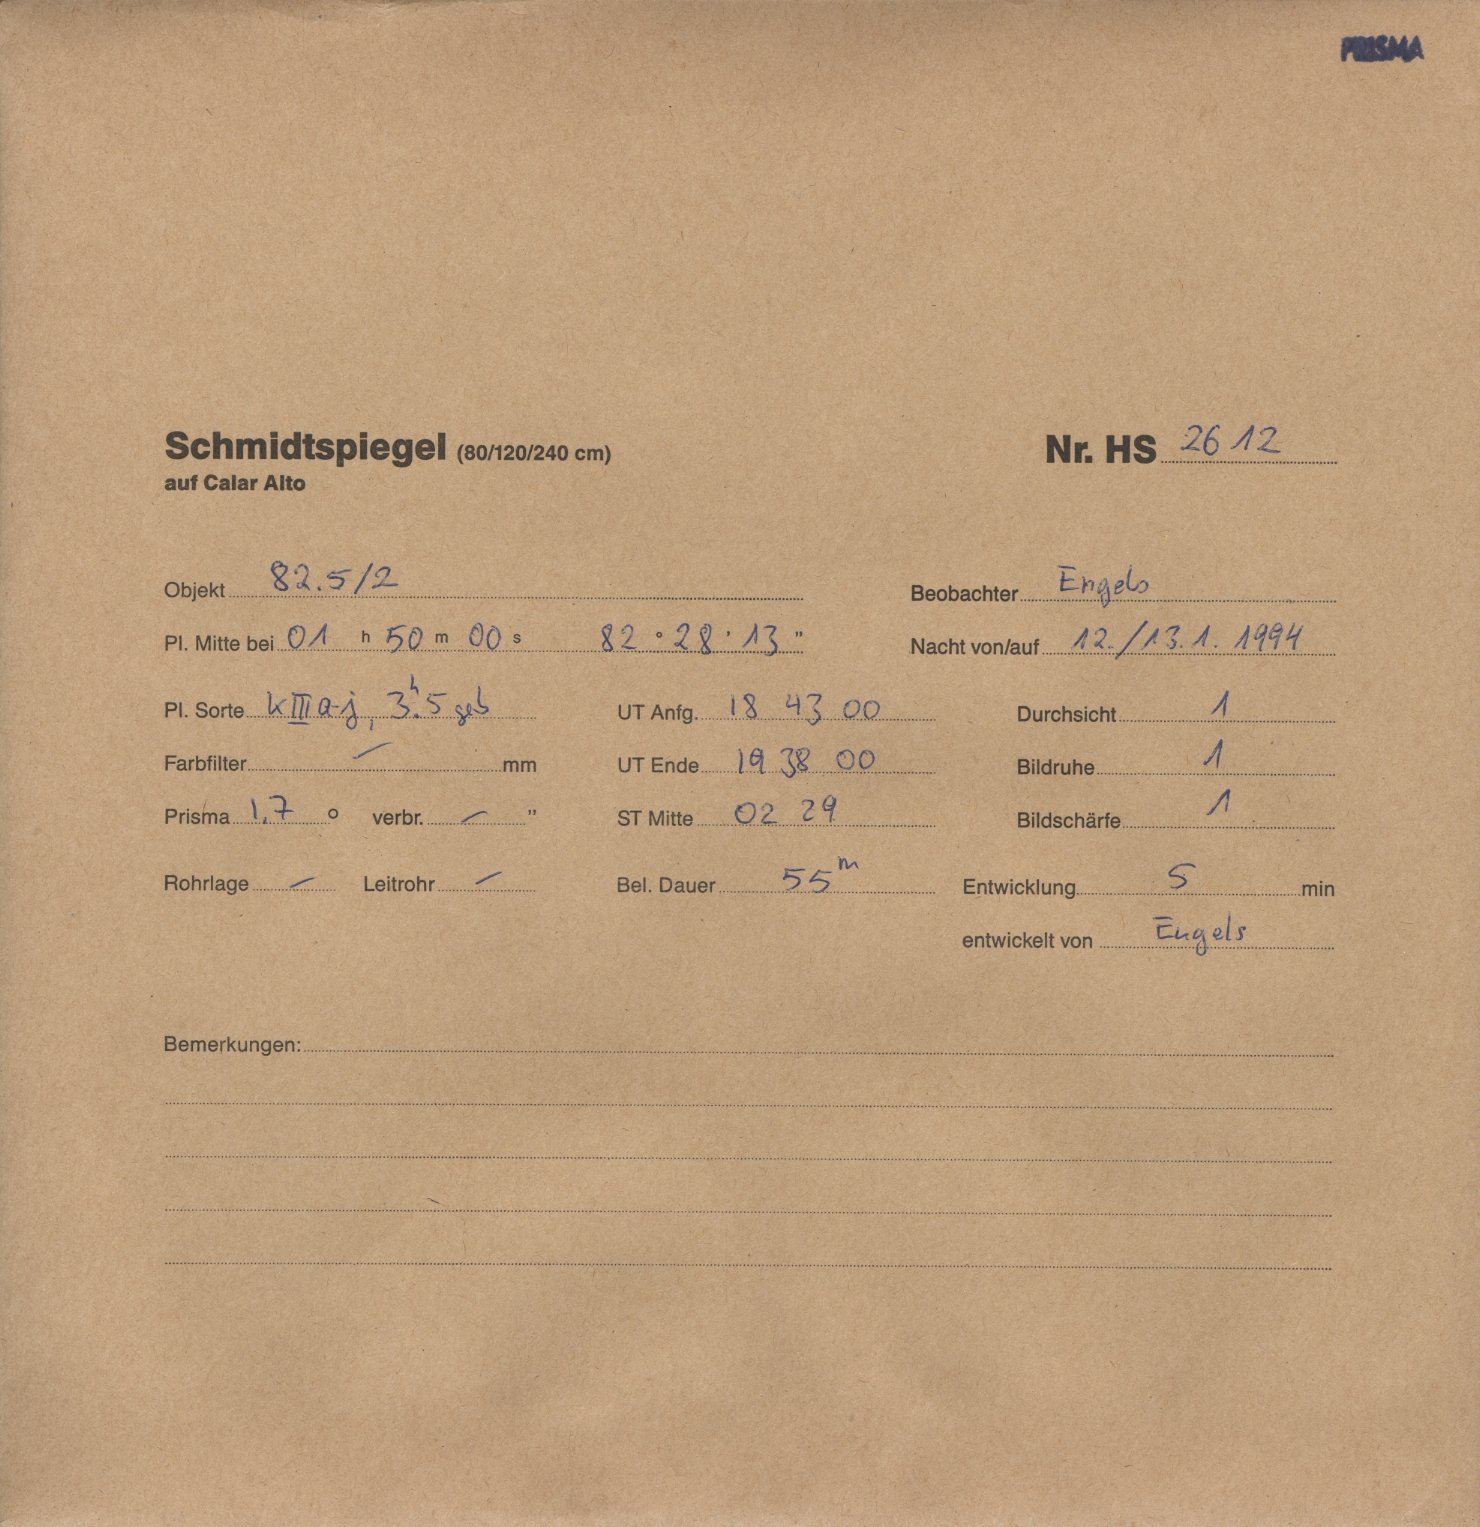 PRISMA
Schmidtspiegel (80/120/240 cm) Nr. HS 2612
auf Calar Alto
Objekt 82.5/2 Beobachter Engels
Pl. Mitte bei 01 h 50 m 00 s 82 ° 28 ' 13 " Nacht von/auf 12./13.1. 1994
Pl. Sorte k III a-j, 3.ʰ5 geb UT Anfg. 18 43 00 Durchsicht 1
Farbfilter – mm UT Ende 19 38 00 Bildruhe 1
Prisma 1.7 ° verbr. – " ST Mitte 02 29 Bildschärfe 1
Rohrlage – Leitrohr – Bel. Dauer 55ᵐ Entwicklung 5 min
entwickelt von Engels
Bemerkungen: